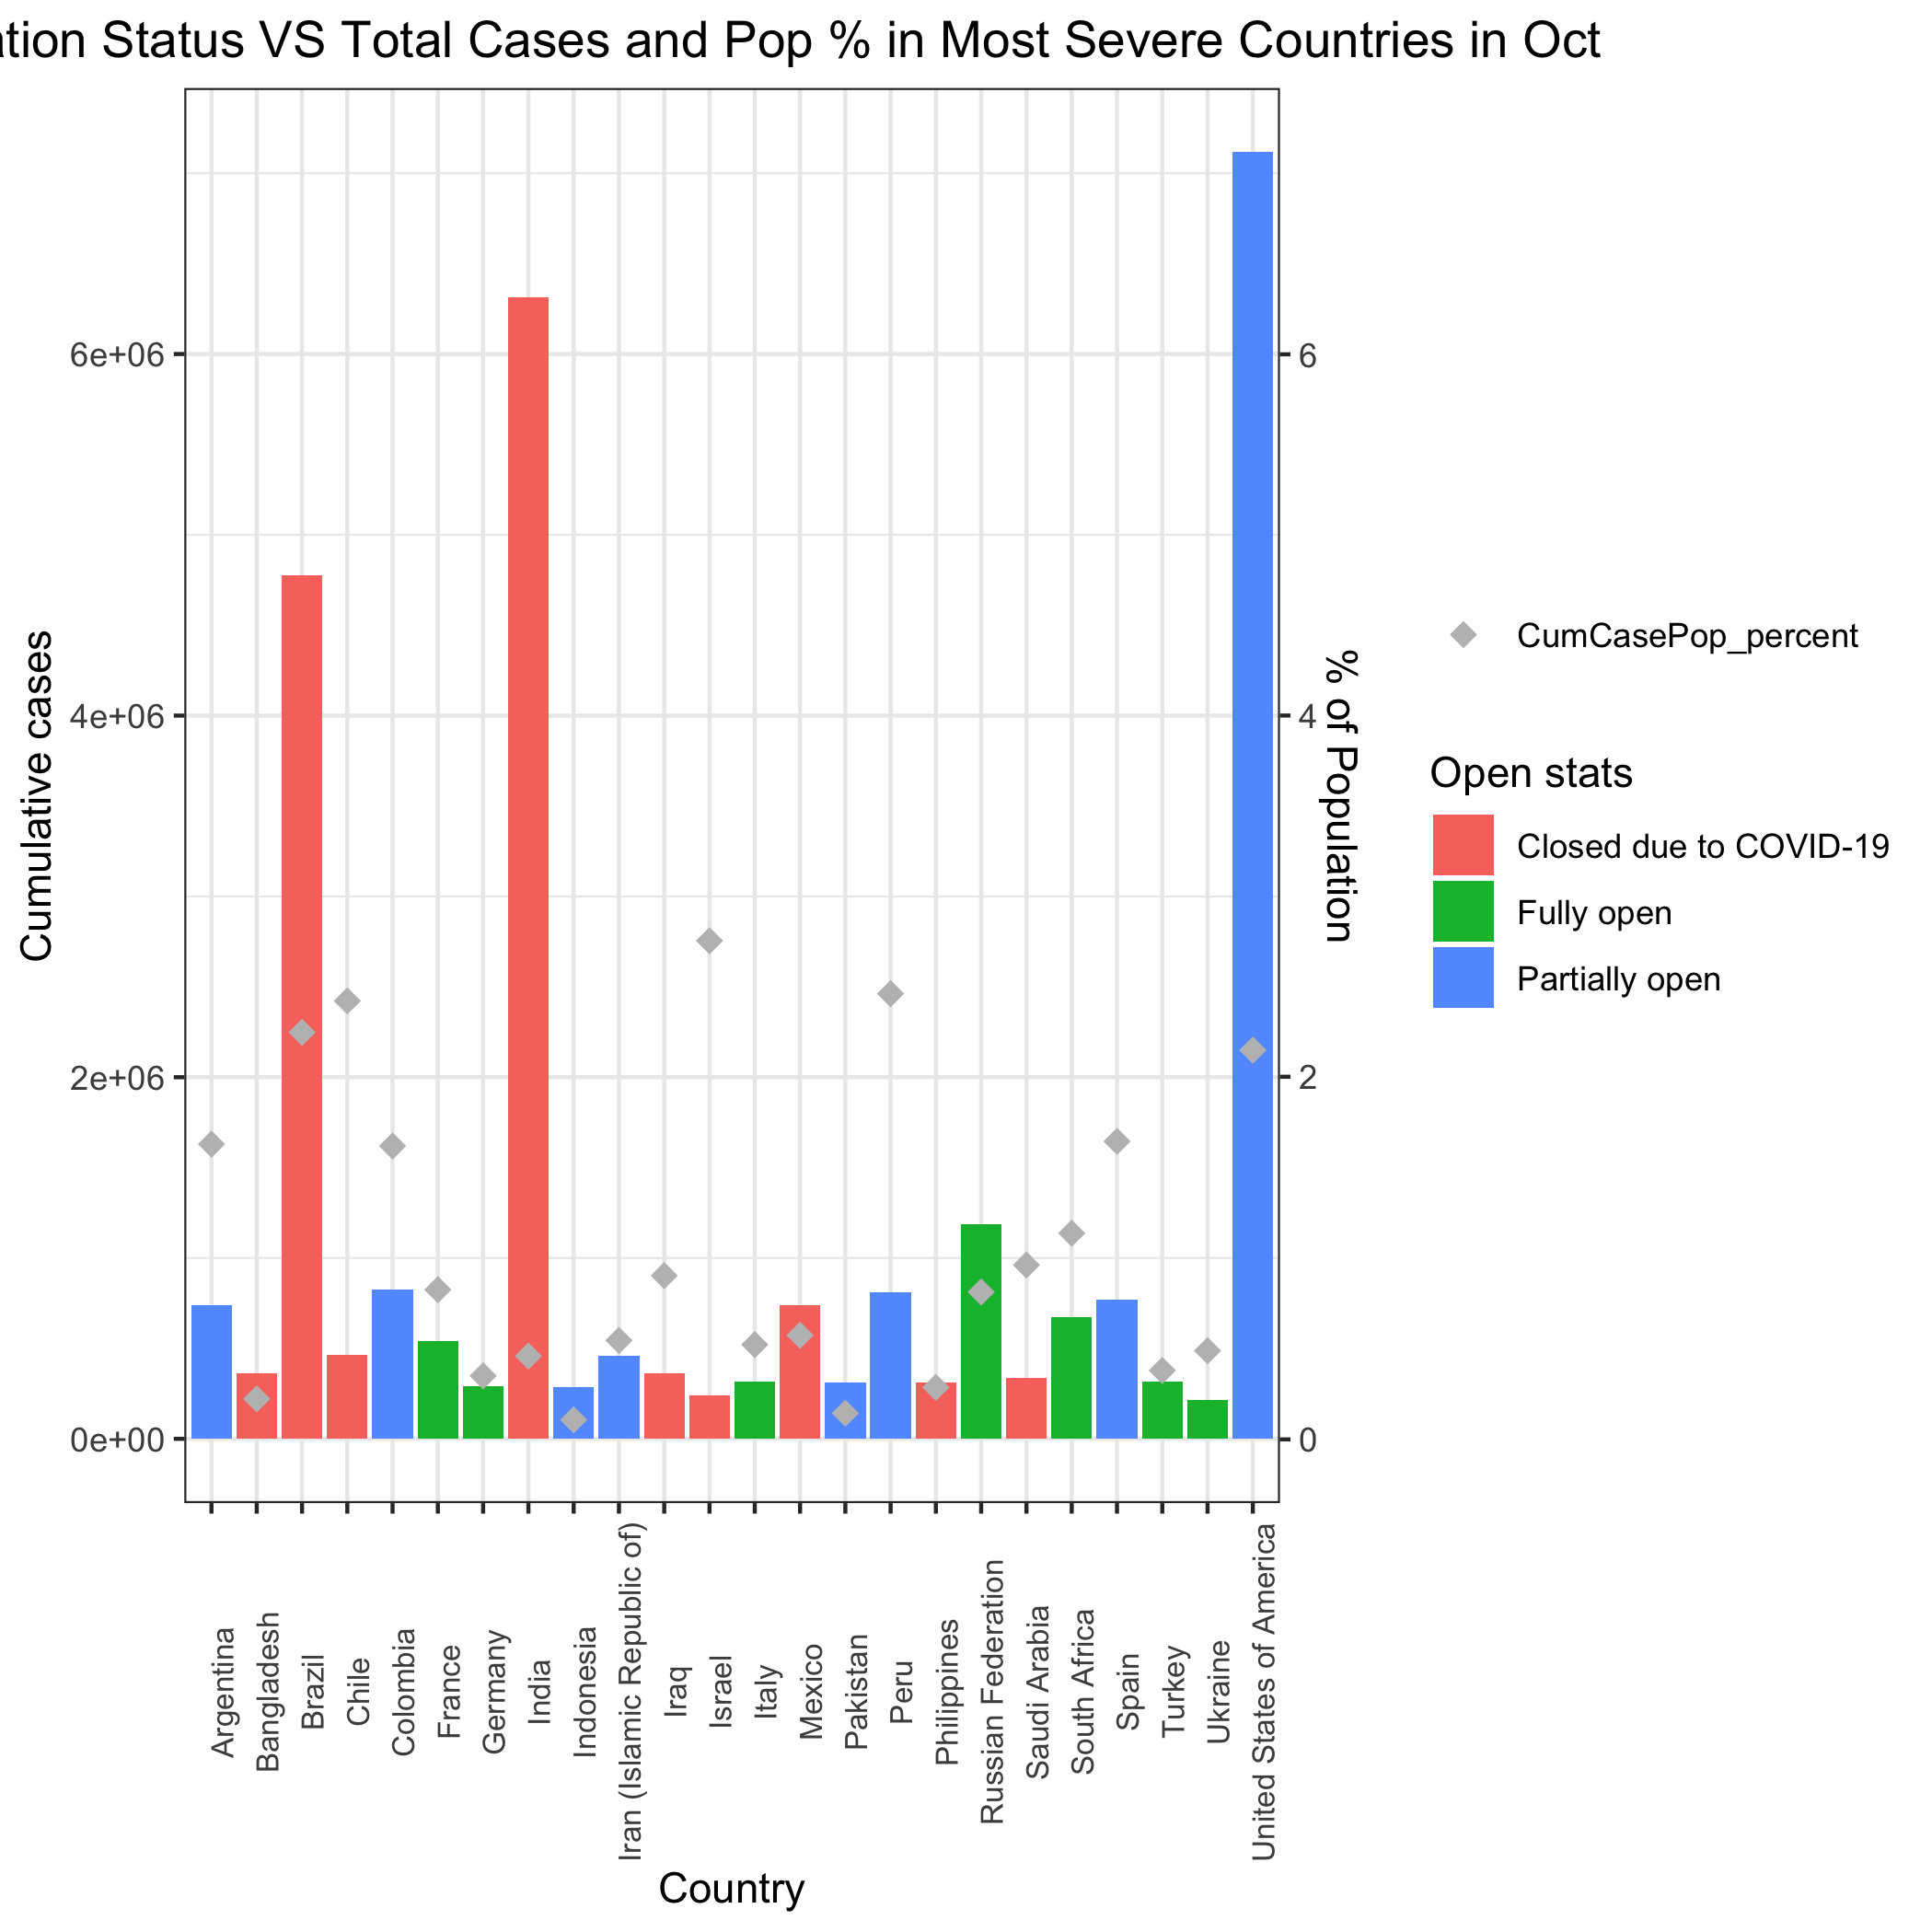 Status VS Total Cases and Pop % in Most Severe Countries in Oct
Cumulative cases
6e+06
4e+06
2e+06
0e+00
6
4
2
0
% of Population
CumCasePop_percent
Open stats
Closed due to COVID-19
Fully open
Partially open
Argentina
Bangladesh
Brazil
Chile
Colombia
France
Germany
India
Indonesia
Iran (Islamic Republic of)
Iraq
Israel
Italy
Mexico
Pakistan
Peru
Philippines
Russian Federation
Saudi Arabia
South Africa
Spain
Turkey
Ukraine
United States of America
Country